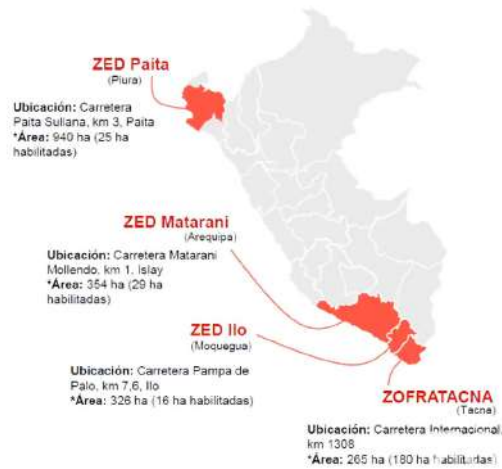 ZED Paita
(Piura)
Ubicación: Carretera
Paita Sullana, km 3, Paita
*Área: 940 ha (25 ha
habilitadas)
ZED Matarani
(Arequipa)
Ubicación: Carretera Matarani
Mollendo, km 1, Islay
*Área: 354 ha (29 ha
habilitadas)
ZED Ilo
(Moquegua)
Ubicación: Carretera Pampa de
Palo, km 7,6, Ilo
*Área: 326 ha (16 ha habilitadas)
ZOFRATACNA
(Tacna)
Ubicación: Carretera Internacional,
km 1308
*Área: 265 ha (180 ha habilitadas)